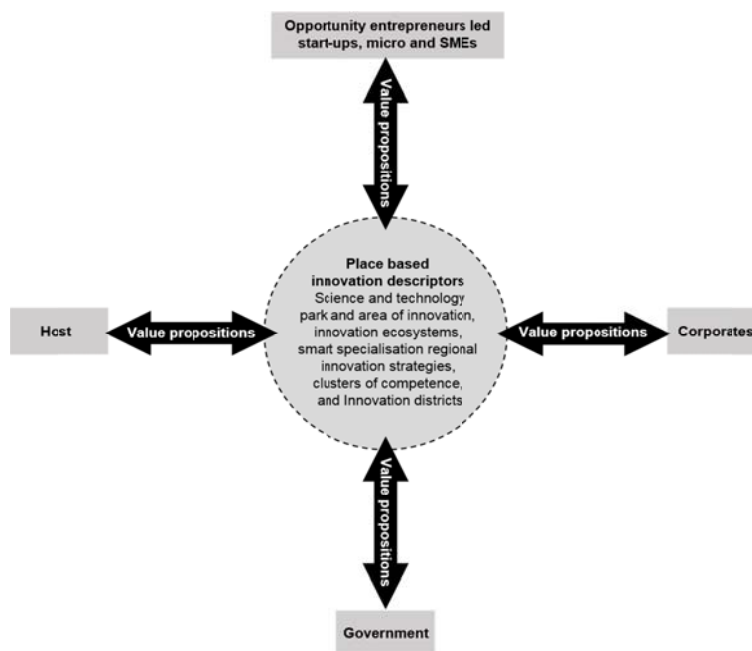 Opportunity entrepreneurs led
start-ups, micro and SMEs
Value propositions
Place based
innovation descriptors
Science and technology
park and area of innovation,
innovation ecosystems,
smart specialisation regional
innovation strategies,
clusters of competence,
and Innovation districts
Host
Value propositions
Value propositions
Corporates
Value propositions
Government